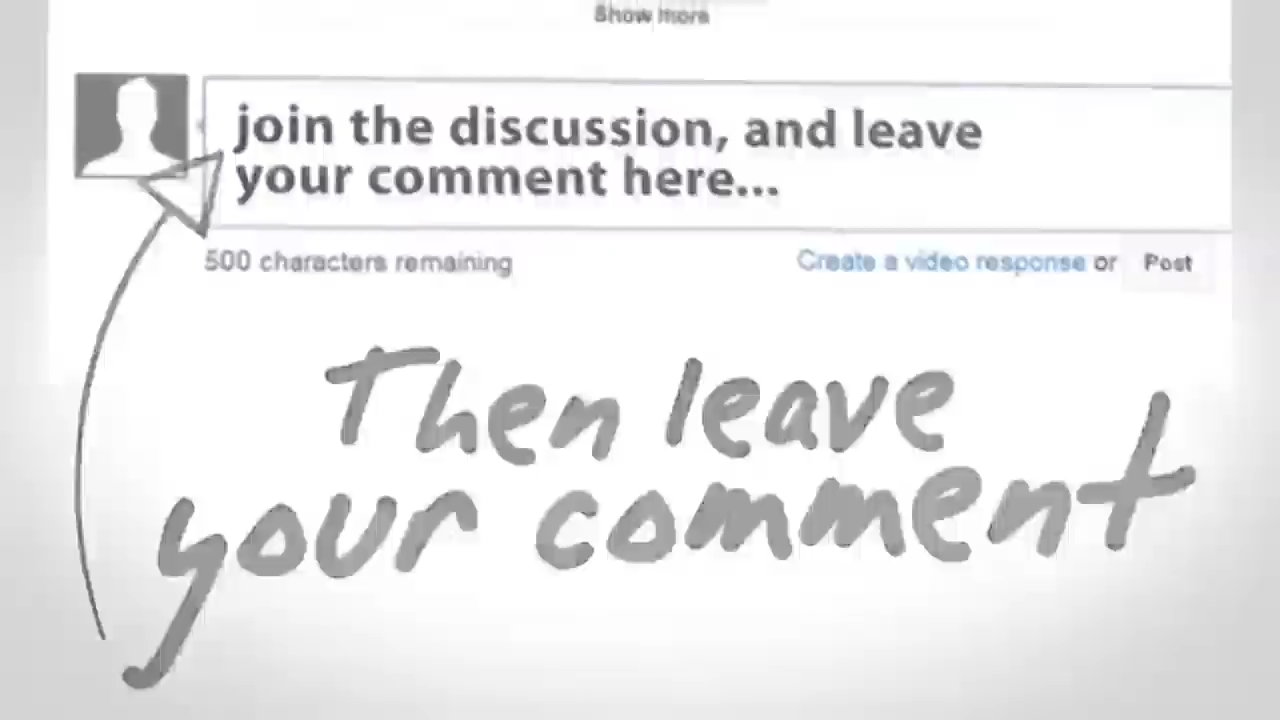 Show more
join the discussion, and leave
your comment here...
500 characters remaining
Create a video response or Post
Then leave
your comment